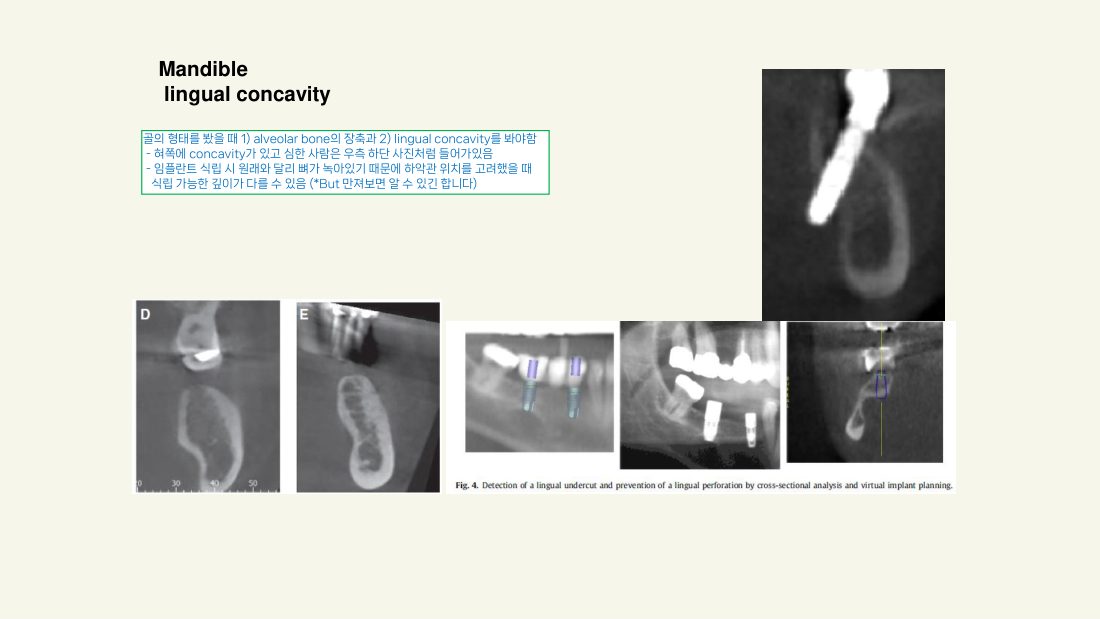 Mandible
lingual concavity
골의 형태를 봤을 때 1) alveolar bone의 장축과 2) lingual concavity를 봐야함
- 혀쪽에 concavity가 있고 심한 사람은 우측 하단 사진처럼 들어가있음
- 임플란트 식립 시 원래와 달리 뼈가 녹아있기 때문에 하악관 위치를 고려했을 때
식립 가능한 깊이가 다를 수 있음 (*But 만져보면 알 수 있긴 합니다)
D
E
30 40 50
Fig. 4. Detection of a lingual undercut and prevention of a lingual perforation by cross-sectional analysis and virtual implant planning.